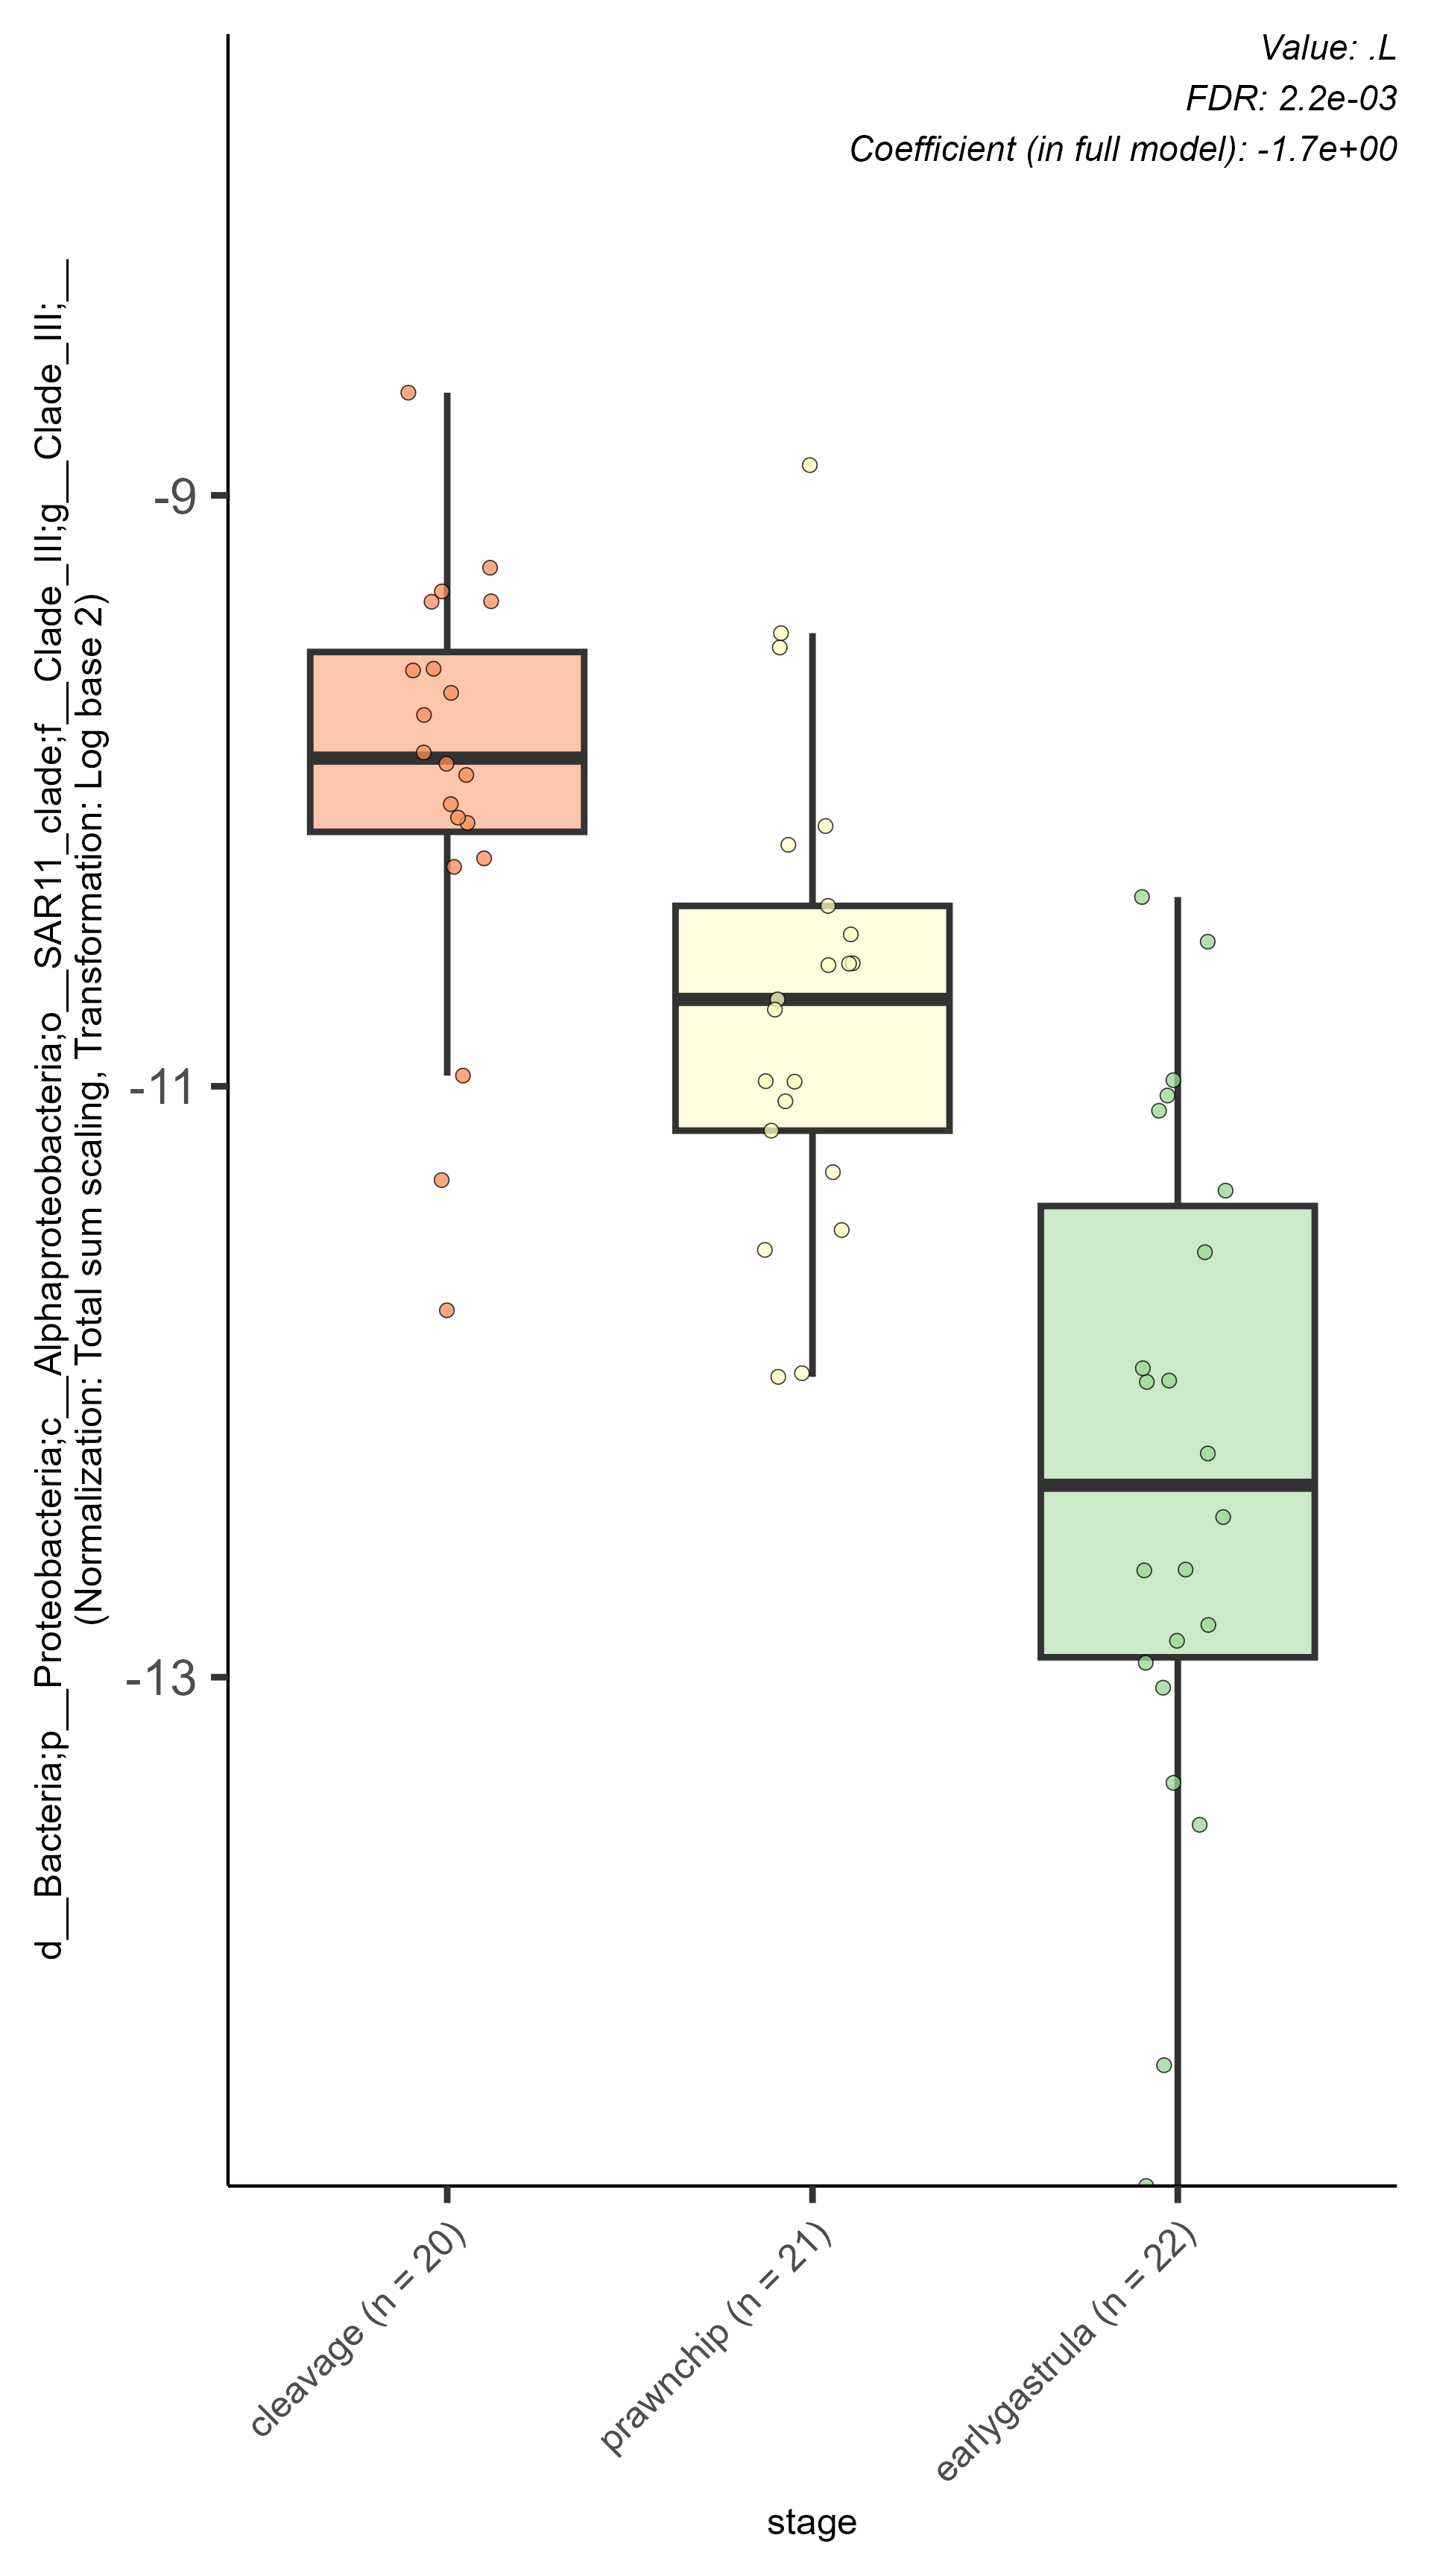 Value: .L
FDR: 2.2e-03
Coefficient (in full model): -1.7e+00
d__Bacteria;p__Proteobacteria;c__Alphaproteobacteria;o__SAR11_clade;f__Clade_III;g__Clade_III;__
(Normalization: Total sum scaling, Transformation: Log base 2)
-9
-11
-13
cleavage (n = 20)
prawnchip (n = 21)
earlygastrula (n = 22)
stage